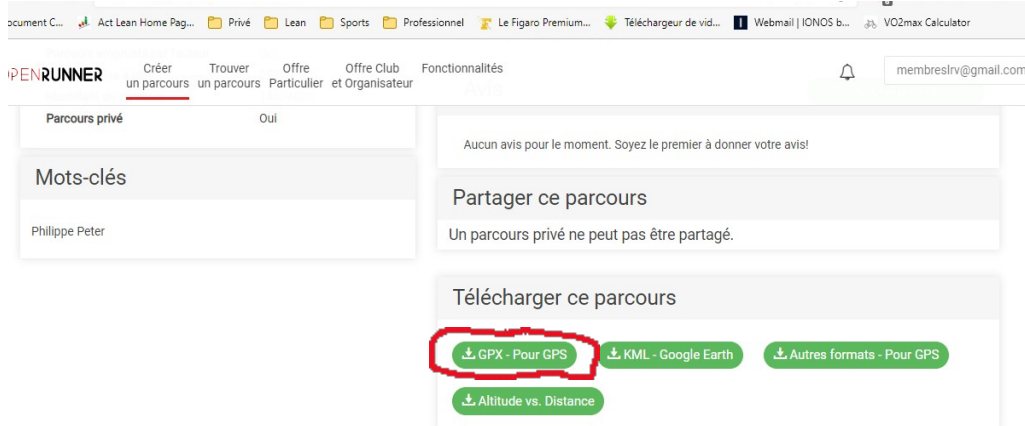 ocument C... Act Lean Home Pag... Privé Lean Sports Professionnel Le Figaro Premium... Téléchargeur de vid... Webmail | IONOS b... VO2max Calculator
PENRUNNER Créer un parcours Trouver un parcours Offre Particulier Offre Club et Organisateur Fonctionnalités membreslrv@gmail.com
Parcours privé Oui
Mots-clés
Philippe Peter
Aucun avis pour le moment. Soyez le premier à donner votre avis!
Partager ce parcours
Un parcours privé ne peut pas être partagé.
Télécharger ce parcours
GPX - Pour GPS KML - Google Earth Autres formats - Pour GPS
Altitude vs. Distance